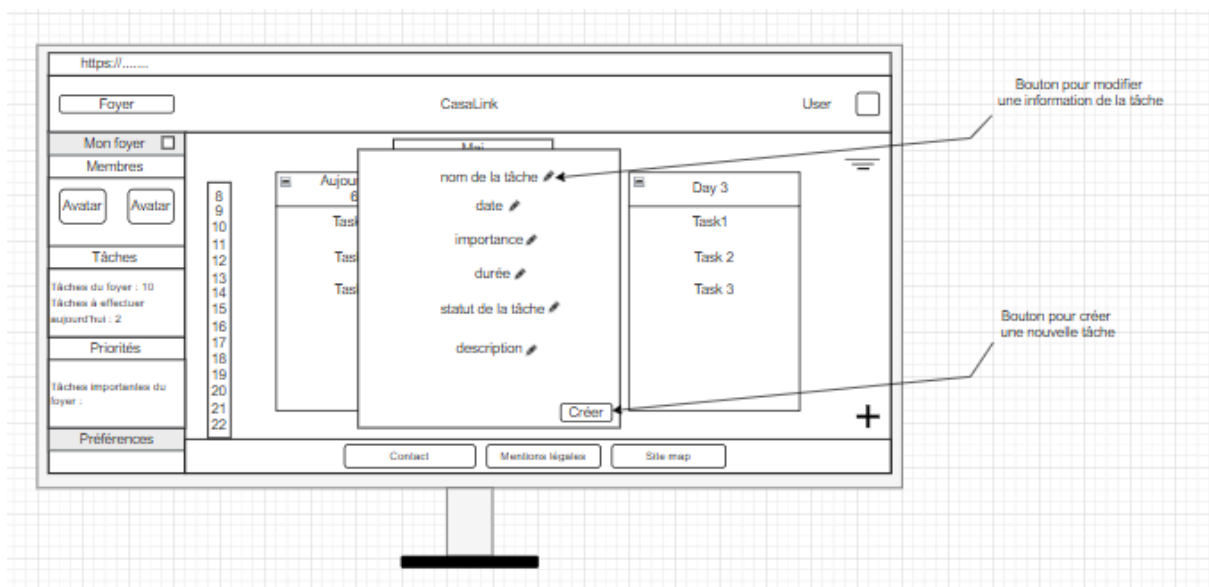 https://.......
Foyer
CasaLink
User
Mon foyer
Membres
Avatar
Avatar
Tâches
Tâches du foyer : 10
Tâches à effectuer
aujourd'hui : 2
Priorités
Tâches importantes du
foyer :
Préférences
8
9
10
11
12
13
14
15
16
17
18
19
20
21
22
Mai
Aujour
6
Task
Tas
Tas
nom de la tâche
date
importance
durée
statut de la tâche
description
Créer
Day 3
Task1
Task 2
Task 3
Contact
Mentions légales
Site map
Bouton pour modifier
une information de la tâche
Bouton pour créer
une nouvelle tâche